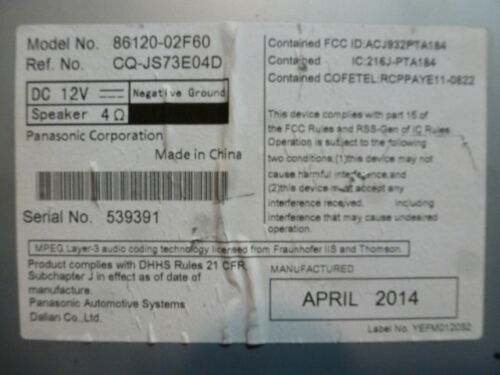 Model No. 86120-02F60
Ref. No. CQ-JS73E04D
DC 12V
Negative Ground
Speaker 4Ω
Panasonic Corporation
Made in China
Serial No. 539391
Contained FCC ID:ACJ932PTA184
Contained IC:216J-PTA184
Contained COFETEL:RCPPAYE11-0822
This device complies with part 15 of
the FCC Rules and RSS-Gen of IC Rules.
Operation is subject to the following
two conditions,(1)this device may not
cause harmful interference,and
(2)this device must accept any
interference received, including
interference that may cause undesired
operation.
MPEG Layer-3 audio coding technology licensed from Fraunhofer IIS and Thomson.
Product complies with DHHS Rules 21 CFR
Subchapter J in effect as of date of
manufacture.
Panasonic Automotive Systems
Dalian Co.,Ltd.
MANUFACTURED
APRIL 2014
Label No. YEFM012032